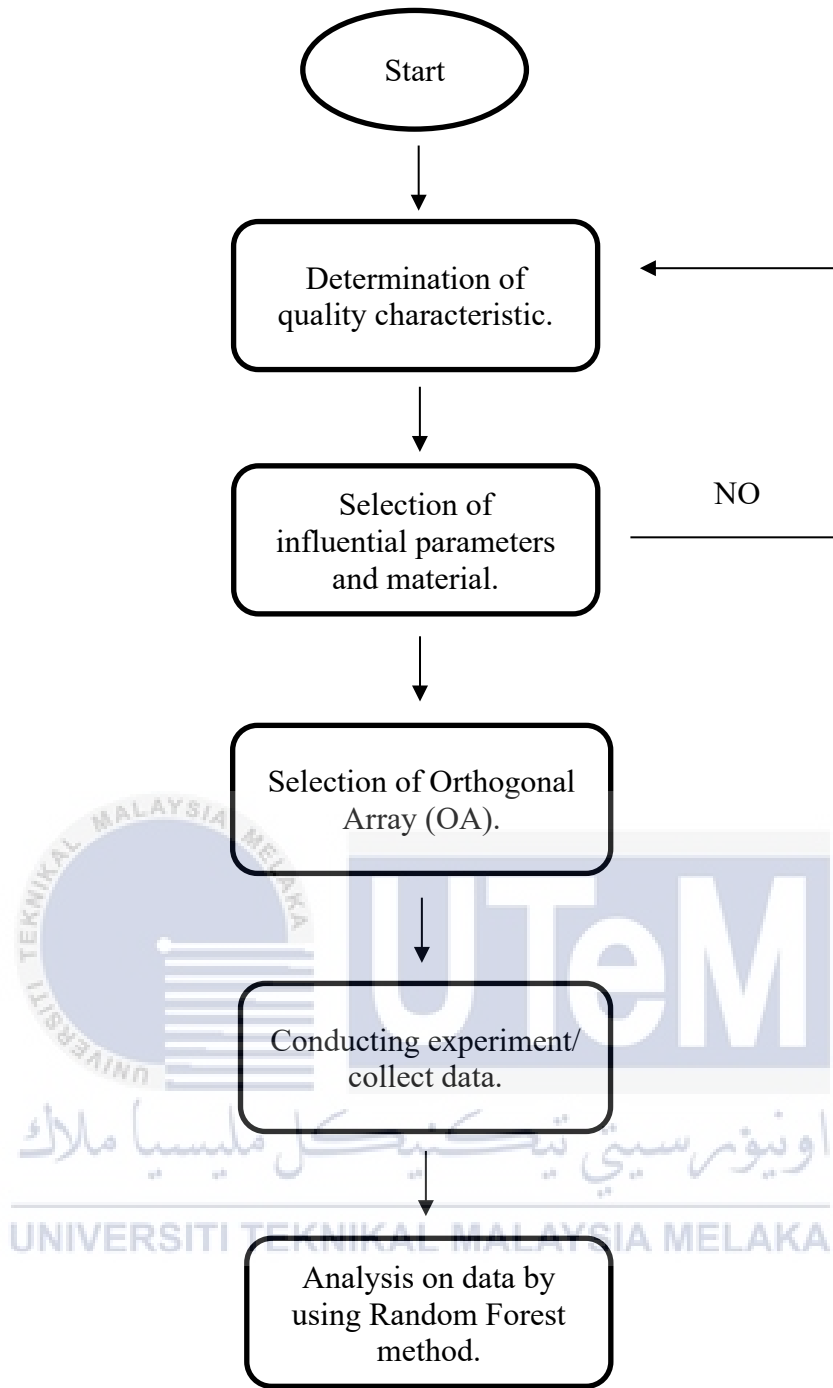 Start
Determination of
quality characteristic.
Selection of
influential parameters
and material.
NO
Selection of Orthogonal
Array (OA).
UNIVERSITI TEKNIKAL MALAYSIA MELAKA
UTeM
Conducting experiment/
collect data.
اونيۏرسيتي تيكنيكل مليسيا ملاك
UNIVERSITI TEKNIKAL MALAYSIA MELAKA
Analysis on data by
using Random Forest
method.